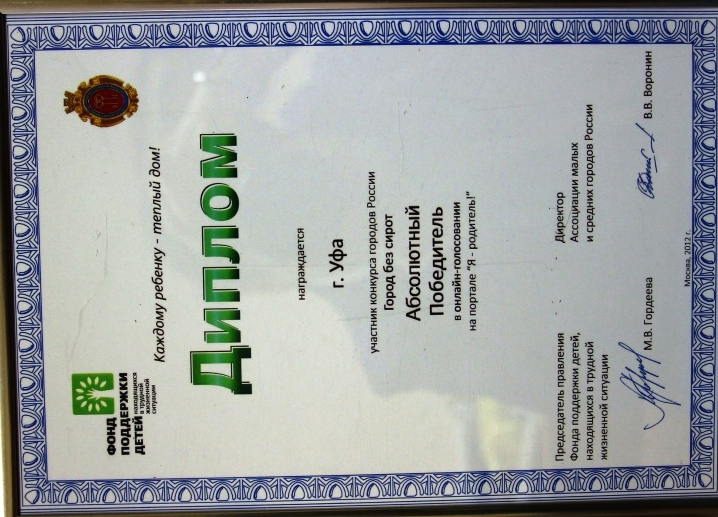 ФОНД
ПОДДЕРЖКИ
ДЕТЕЙ
находящихся
в трудной
жизненной
ситуации
Каждому ребенку - теплый дом!
Диплом
награждается
г. Уфа
участник конкурса городов России
Город без сирот
Абсолютный
Победитель
в онлайн-голосовании
на портале "Я - родитель!"
Председатель правления
Фонда поддержки детей,
находящихся в трудной
жизненной ситуации
М.В. Гордеева
Директор
Ассоциации малых
и средних городов России
В.В. Воронин
Москва, 2012 г.